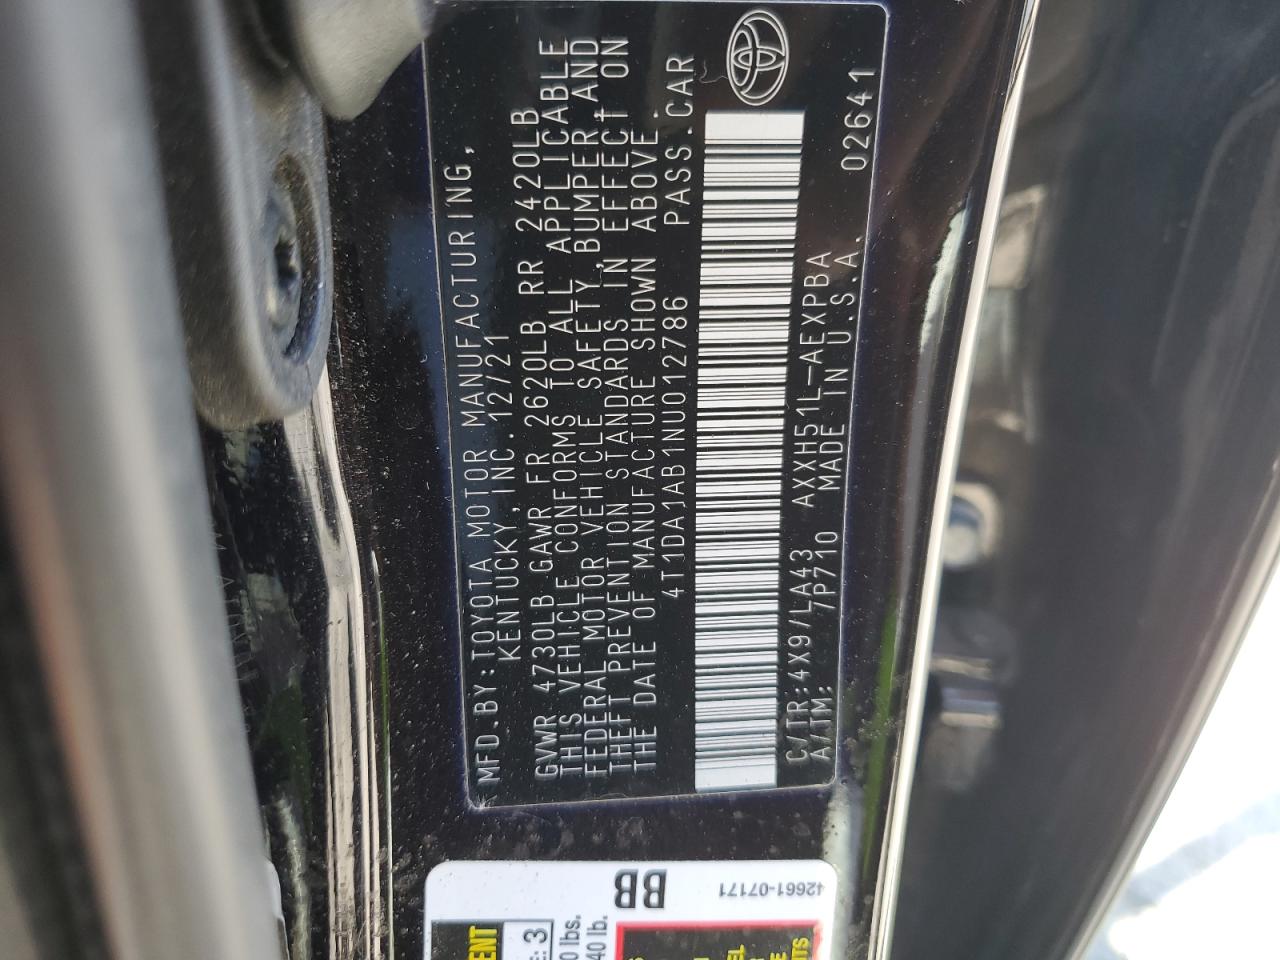 MFD.BY:TOYOTA MOTOR MANUFACTURING,
KENTUCKY,INC. 12/21
GVWR 4730LB GAWR FR 2620LB RR 2420LB
THIS VEHICLE CONFORMS TO ALL APPLICABLE
FEDERAL MOTOR VEHICLE SAFETY,BUMPER,AND
THEFT PREVENTION STANDARDS IN EFFECT ON
THE DATE OF MANUFACTURE SHOWN ABOVE.
4T1DA1AB1NU012786 PASS.CAR
C/TR:4X9/LA43 AXXH51L-AEXPBA 02641
A/TM: 7P710 MADE IN U.S.A.
BB
42661-07171